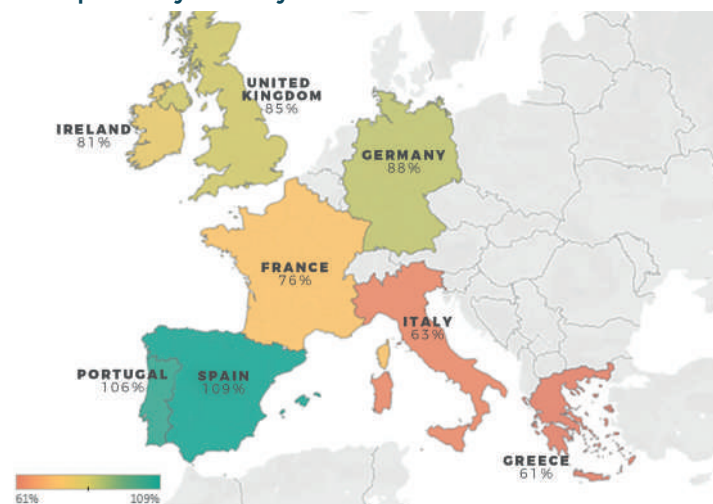 UNITED
KINGDOM
85%
IRELAND
81%
GERMANY
88%
FRANCE
76%
ITALY
63%
PORTUGAL
106%
SPAIN
109%
GREECE
61%
61%
109%